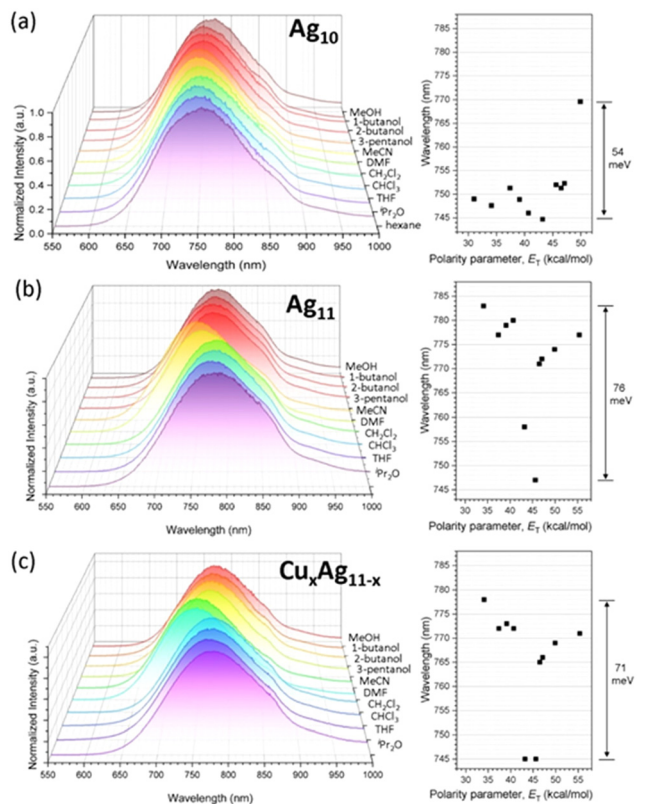 (a)
Ag10
Normalized Intensity (a.u.)
1.0
0.8
0.6
0.4
0.2
0.0
MeOH
1-butanol
2-butanol
3-pentanol
MeCN
DMF
CH2Cl2
CHCl3
THF
iPr2O
hexane
550 600 650 700 750 800 850 900 950 1000
Wavelength (nm)
Wavelength (nm)
785
780
775
770
765
760
755
750
745
30 35 40 45 50
Polarity parameter, ET (kcal/mol)
54
meV
(b)
Ag11
Normalized Intensity (a.u.)
MeOH
1-butanol
2-butanol
3-pentanol
MeCN
DMF
CH2Cl2
CHCl3
THF
iPr2O
550 600 650 700 750 800 850 900 950 1000
Wavelength (nm)
Wavelength (nm)
785
780
775
770
765
760
755
750
745
30 35 40 45 50 55
Polarity parameter, ET (kcal/mol)
76
meV
(c)
CuxAg11-x
Normalized Intensity (a.u.)
MeOH
1-butanol
2-butanol
3-pentanol
MeCN
DMF
CH2Cl2
CHCl3
THF
iPr2O
550 600 650 700 750 800 850 900 950 1000
Wavelength (nm)
Wavelength (nm)
785
780
775
770
765
760
755
750
745
30 35 40 45 50 55
Polarity parameter, ET (kcal/mol)
71
meV